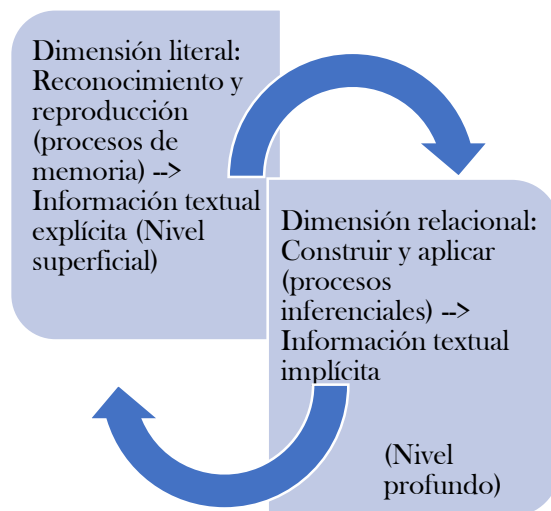 Dimensión literal:
Reconocimiento y
reproducción
(procesos de
memoria) -->
Información textual
explícita (Nivel
superficial)
Dimensión relacional:
Construir y aplicar
(procesos
inferenciales) -->
Información textual
implícita
(Nivel
profundo)